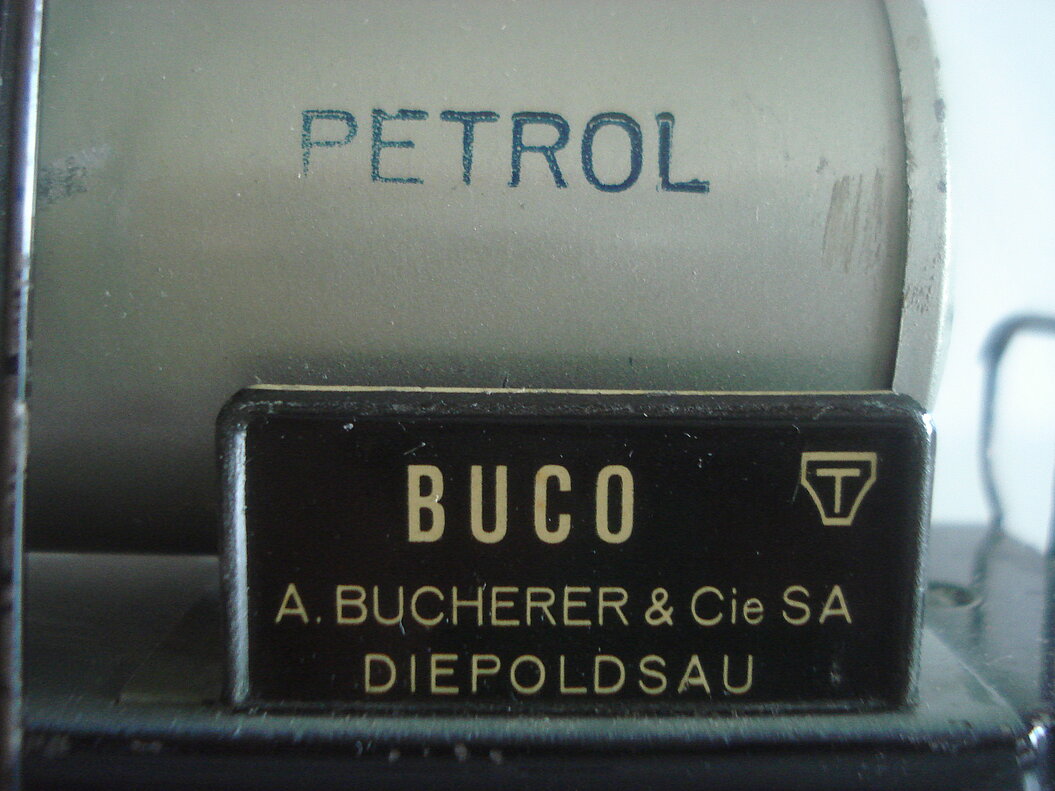 PETROL
BUCO
T
A. BUCHERER & Cie SA
DIEPOLDSAU